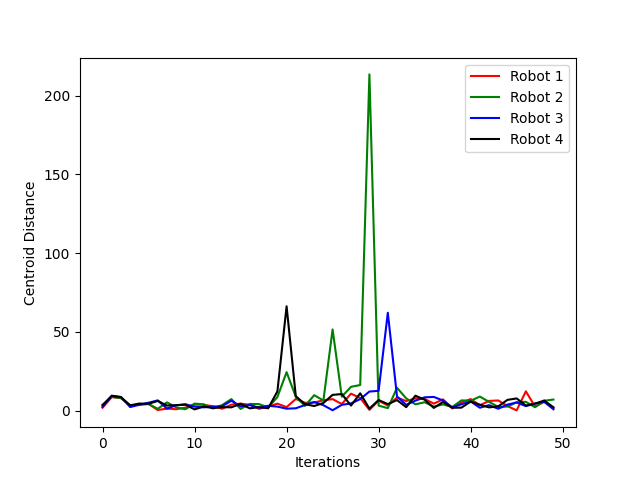 Robot 1
Robot 2
Robot 3
Robot 4
200
150
100
50
0
Centroid Distance
0 10 20 30 40 50
Iterations